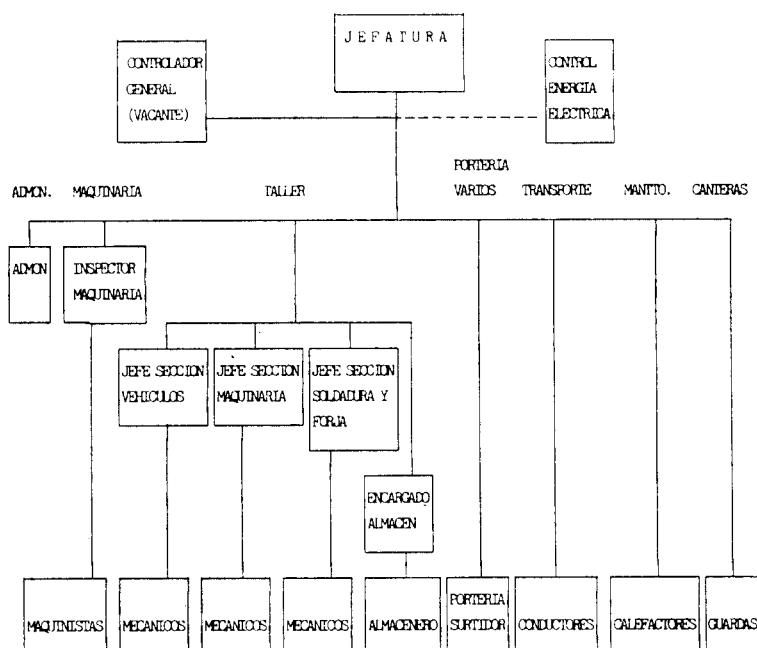 JEFATURA
CONTROLADOR
GENERAL
(VACANTE)
CONTROL
ENERGIA
ELECTRICA
ADMON. MAQUINARIA TALLER PORTERIA VARIOS TRANSPORTE MANTTO. CANTERAS
ADMON
INSPECTOR
MAQUINARIA
JEFE SECCION
VEHICULOS
JEFE SECCION
MAQUINARIA
JEFE SECCION
SOLDADURA Y
FORJA
ENCARGADO
ALMACEN
MAQUINISTAS
MECANICOS
MECANICOS
MECANICOS
ALMACENERO
PORTERIA
SURTIDOR
CONDUCTORES
CALEFACTORES
GUARDAS